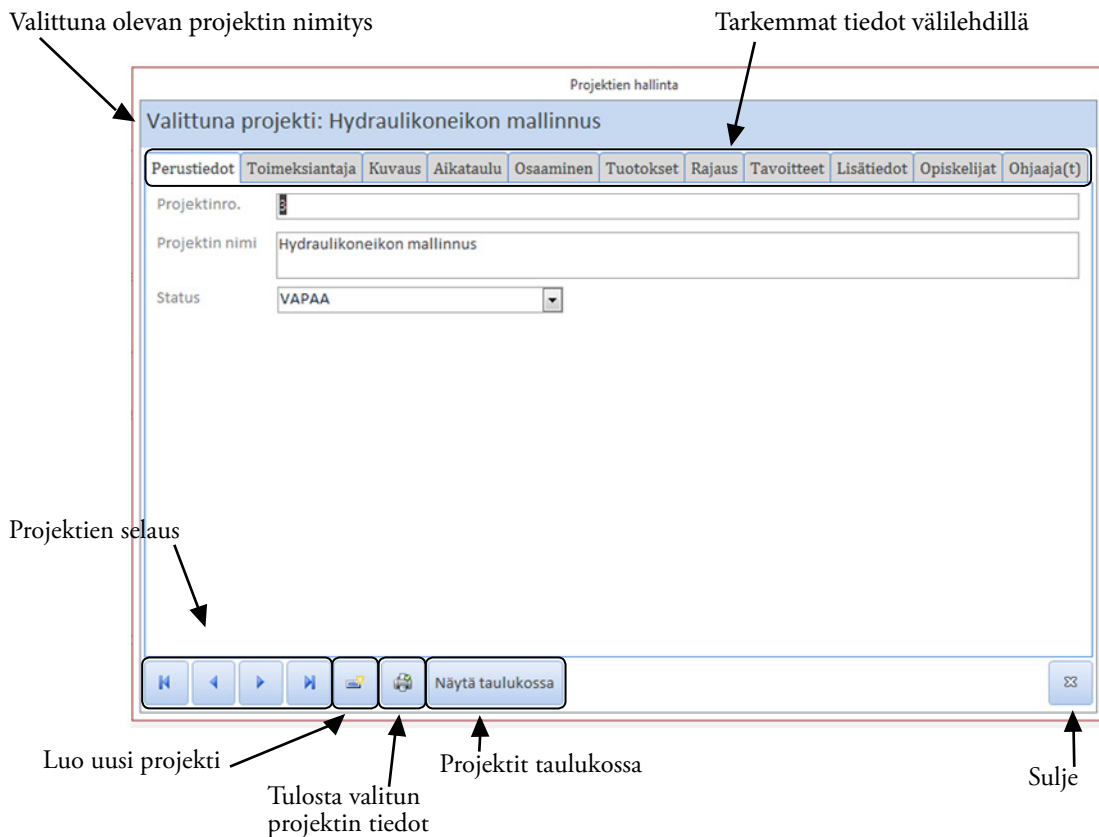 Valittuna olevan projektin nimitys
Tarkemmat tiedot välilehdillä
Projektien hallinta
Valittuna projekti: Hydraulikoneikon mallinnus
Perustiedot Toimeksiantaja Kuvaus Aikataulu Osaaminen Tuotokset Rajaus Tavoitteet Lisätiedot Opiskelijat Ohjaaja(t)
Projektinro. 3
Projektin nimi Hydraulikoneikon mallinnus
Status VAPAA
Projektien selaus
Näytä taulukossa
Luo uusi projekti
Projektit taulukossa
Sulje
Tulosta valitun
projektin tiedot